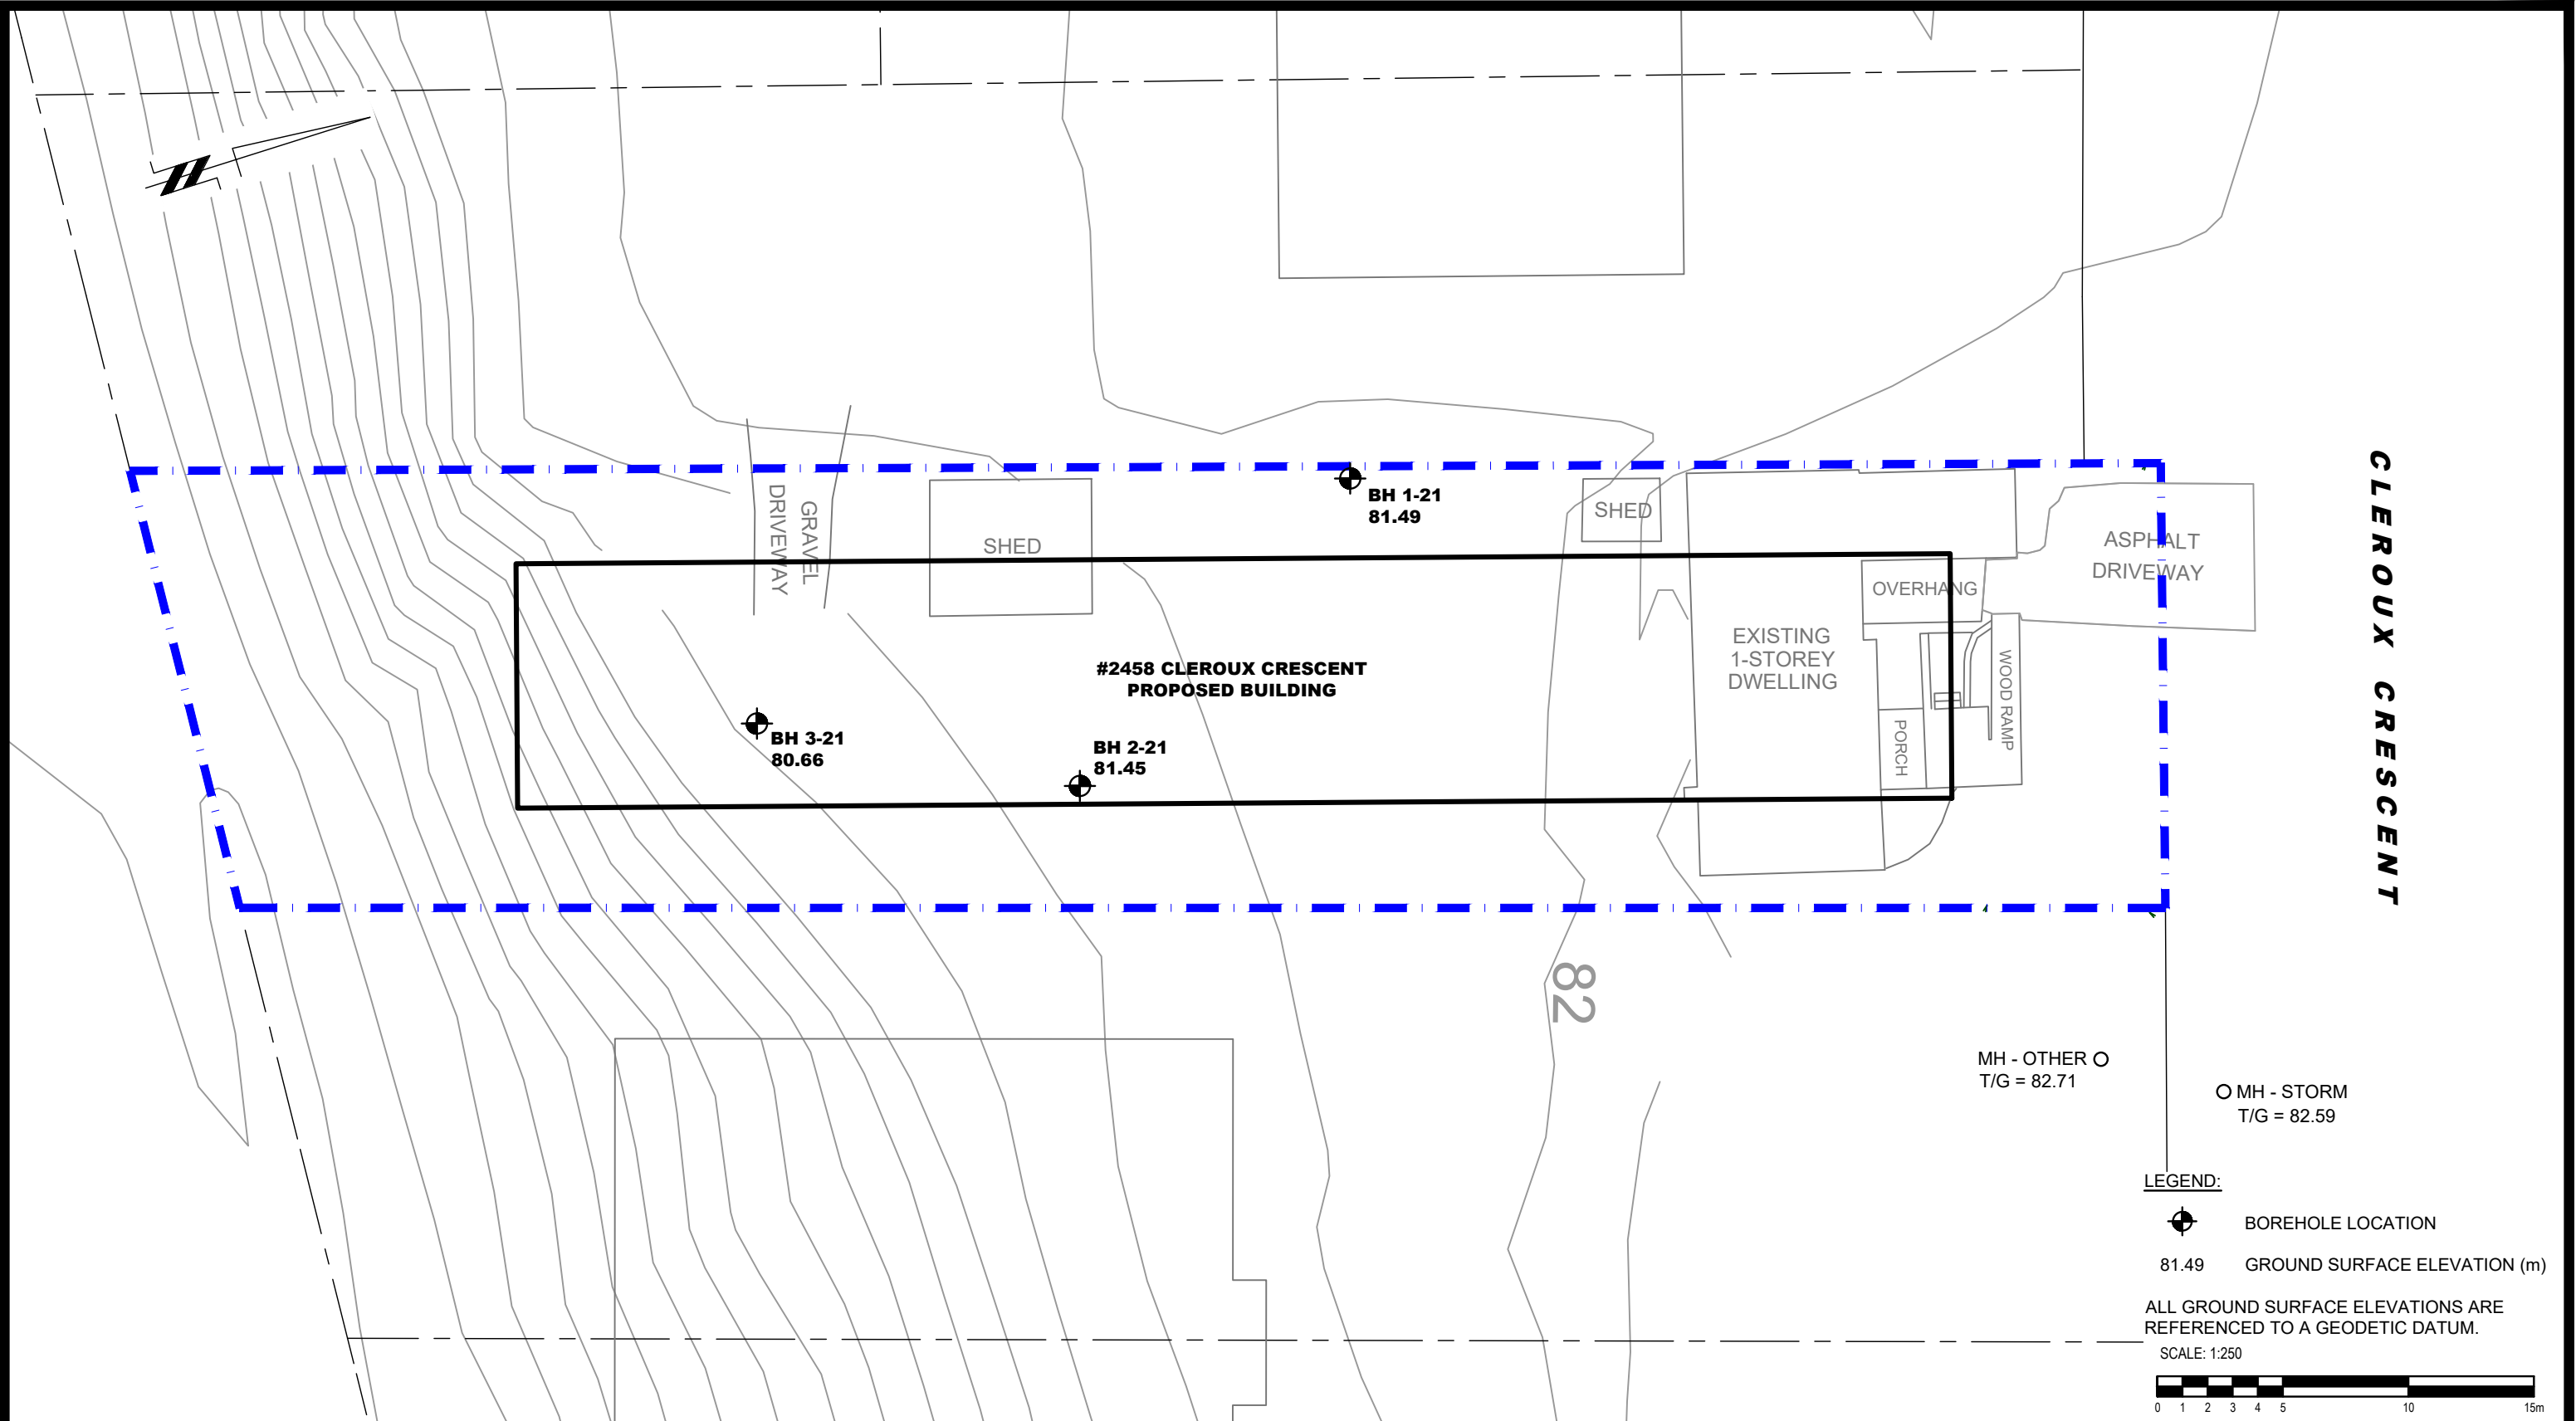 BH 1-21
81.49
CLEROUX CRESCENT
GRAVEL
DRIVEWAY
SHED
SHED
ASPHALT
DRIVEWAY
OVERHANG
EXISTING
1-STOREY
DWELLING
WOOD RAMP
PORCH
#2458 CLEROUX CRESCENT
PROPOSED BUILDING
BH 3-21
80.66
BH 2-21
81.45
82
MH - OTHER
T/G = 82.71
MH - STORM
T/G = 82.59
LEGEND:
BOREHOLE LOCATION
81.49 GROUND SURFACE ELEVATION (m)
ALL GROUND SURFACE ELEVATIONS ARE
REFERENCED TO A GEODETIC DATUM.
SCALE: 1:250
0 1 2 3 4 5 10 15m